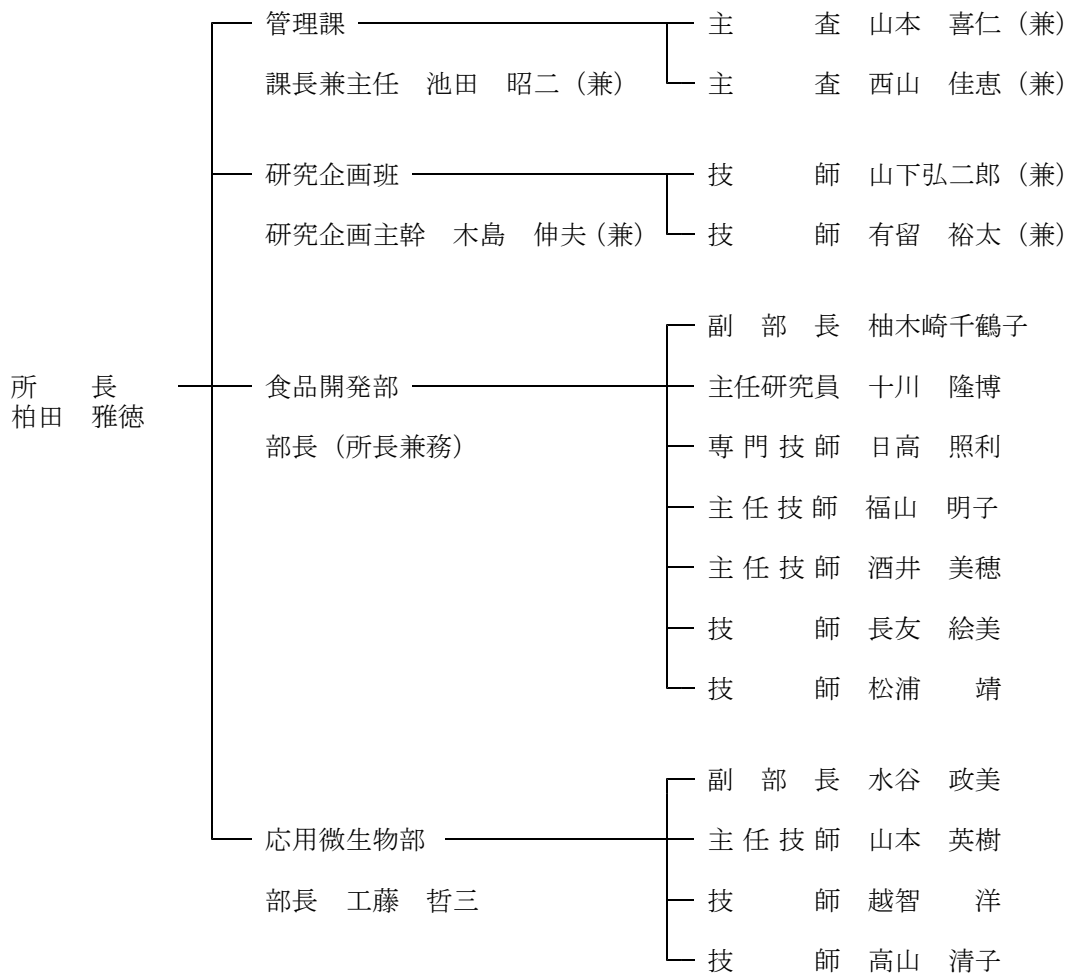 管理課 主　　　査　山本　喜仁（兼）
課長兼主任　池田　昭二（兼） 主　　　査　西山　佳恵（兼）
研究企画班 技　　　師　山下弘二郎（兼）
研究企画主幹　木島　伸夫（兼） 技　　　師　有留　裕太（兼）
副　部　長　柚木崎千鶴子
所　　長 食品開発部 主任研究員　十川　隆博
柏田　雅徳
部長（所長兼務） 専門技師　日高　照利
主任技師　福山　明子
主任技師　酒井　美穂
技　　　師　長友　絵美
技　　　師　松浦　　靖
副　部　長　水谷　政美
応用微生物部 主任技師　山本　英樹
部長　工藤　哲三 技　　　師　越智　　洋
技　　　師　高山　清子